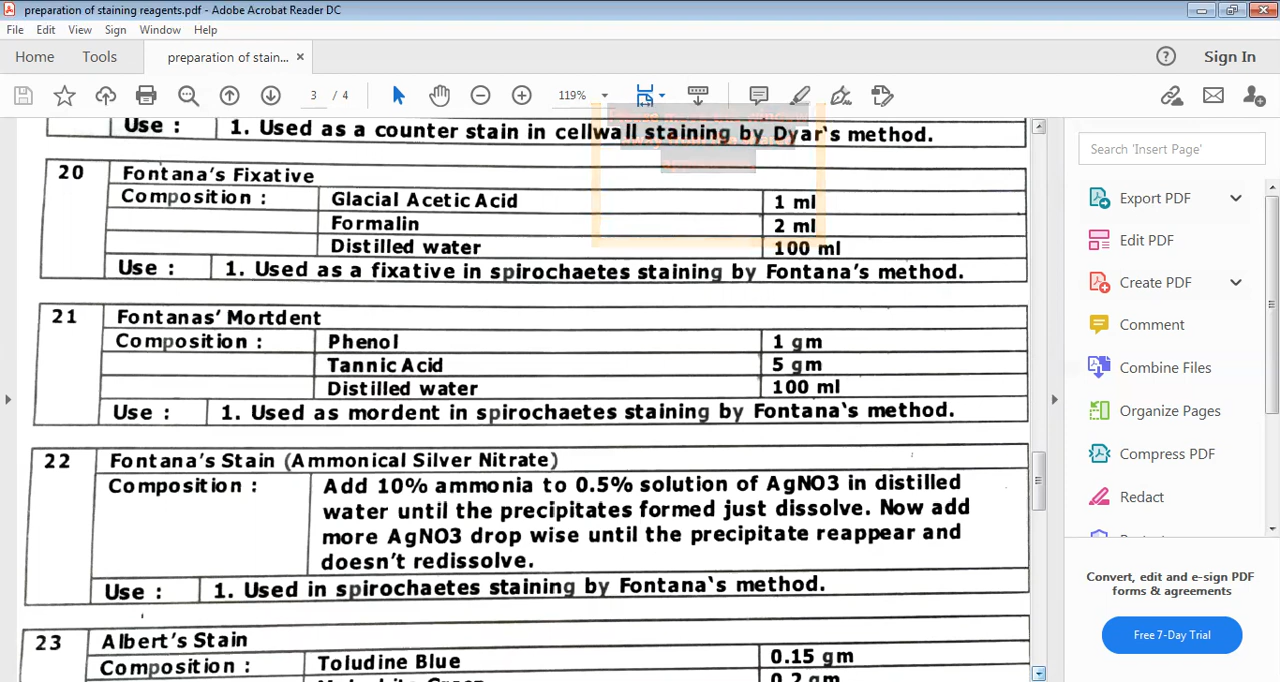 preparation of staining reagents.pdf - Adobe Acrobat Reader DC
File Edit View Sign Window Help
Home Tools preparation of stain... × Sign In
3 / 4 119%
Use : 1. Used as a counter stain in cellwall staining by Dyar's method.
20 Fontana's Fixative
Composition : Glacial Acetic Acid 1 ml
Formalin 2 ml
Distilled water 100 ml
Use : 1. Used as a fixative in spirochaetes staining by Fontana's method.
21 Fontanas' Mortdent
Composition : Phenol 1 gm
Tannic Acid 5 gm
Distilled water 100 ml
Use : 1. Used as mordent in spirochaetes staining by Fontana's method.
22 Fontana's Stain (Ammonical Silver Nitrate)
Composition : Add 10% ammonia to 0.5% solution of AgNO3 in distilled
water until the precipitates formed just dissolve. Now add
more AgNO3 drop wise until the precipitate reappear and
doesn't redissolve.
Use : 1. Used in spirochaetes staining by Fontana's method.
23 Albert's Stain
Composition : Toludine Blue 0.15 gm
0.2 gm
Search 'Insert Page'
Export PDF
Edit PDF
Create PDF
Comment
Combine Files
Organize Pages
Compress PDF
Redact
Convert, edit and e-sign PDF
forms & agreements
Free 7-Day Trial